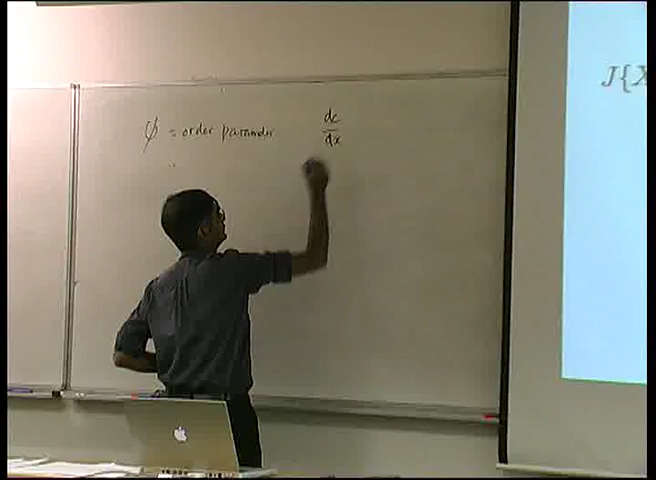 ψ = order parameter
dc
dx
J{X